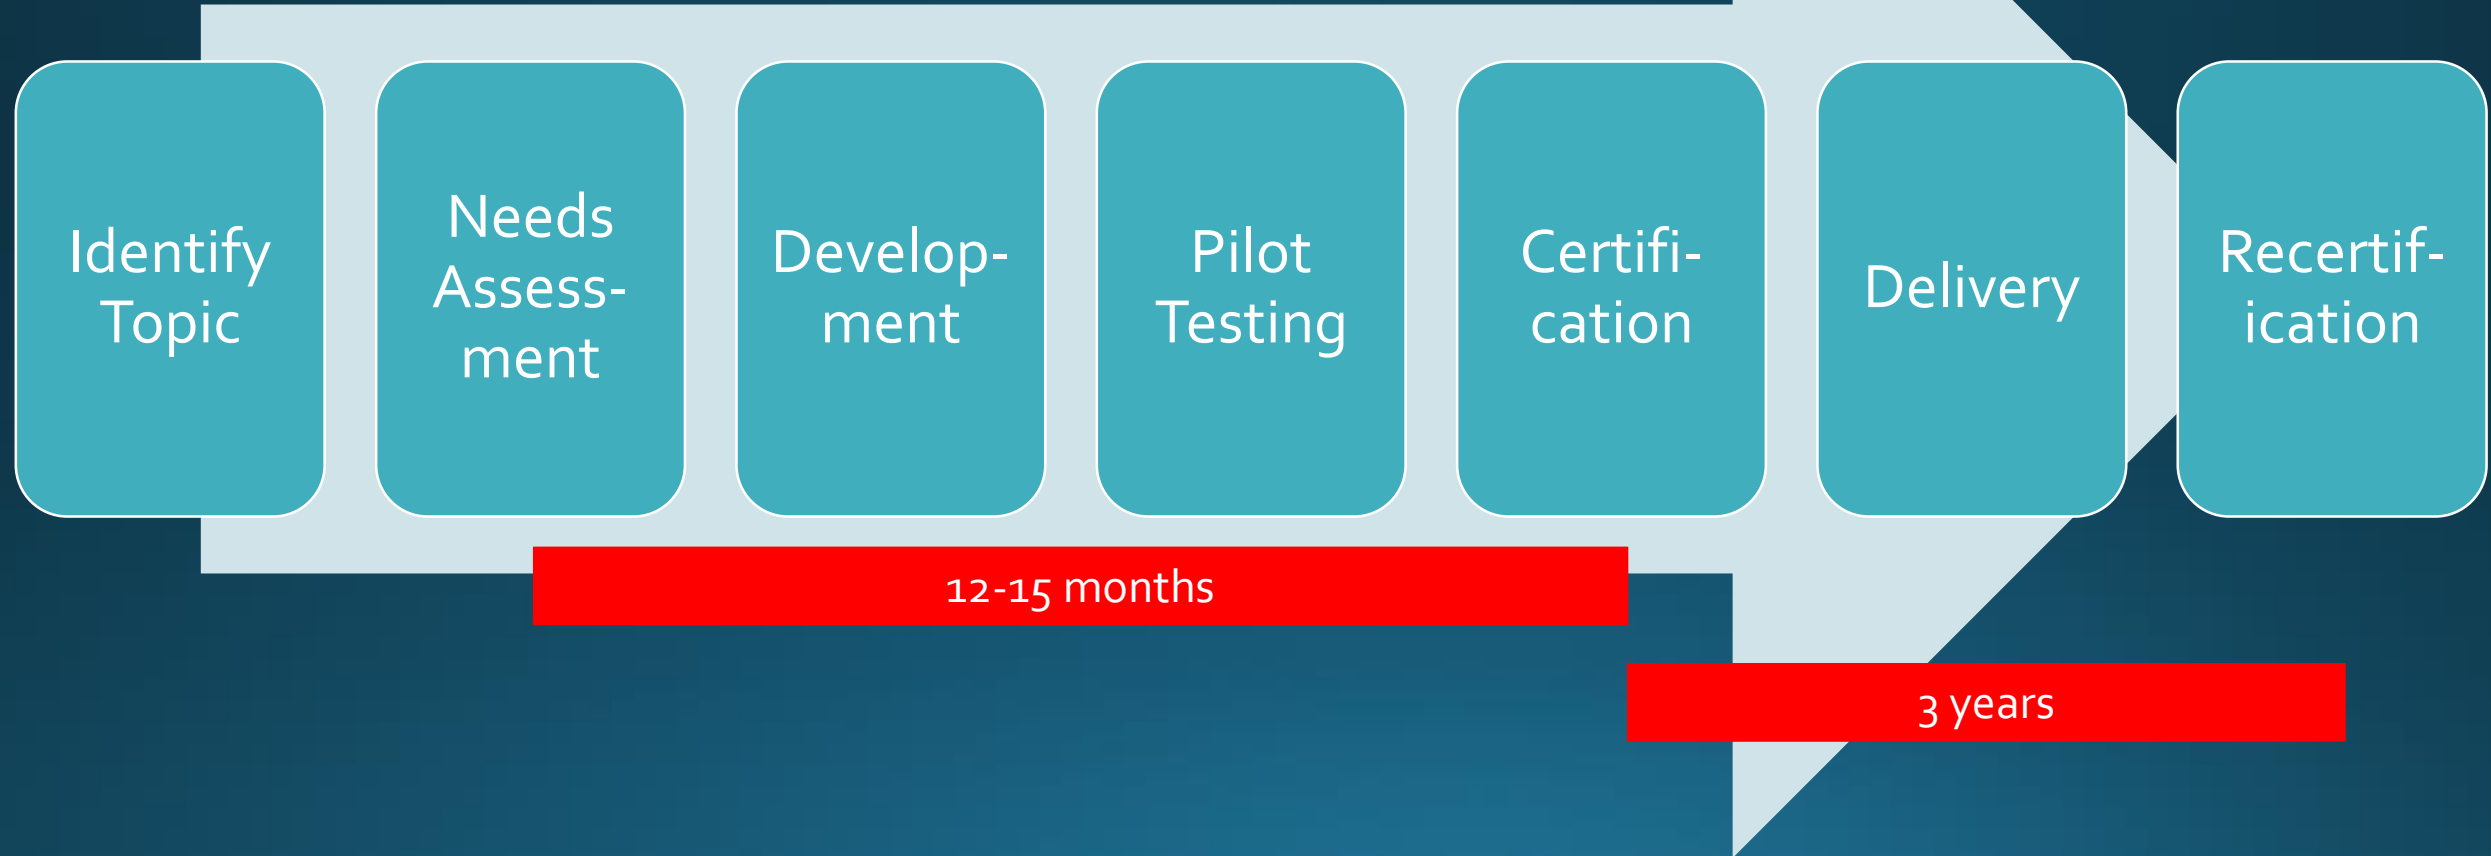 Identify
Topic
Needs
Assess-
ment
Develop-
ment
Pilot
Testing
Certifi-
cation
Delivery
Recertif-
ication
12-15 months
3 years